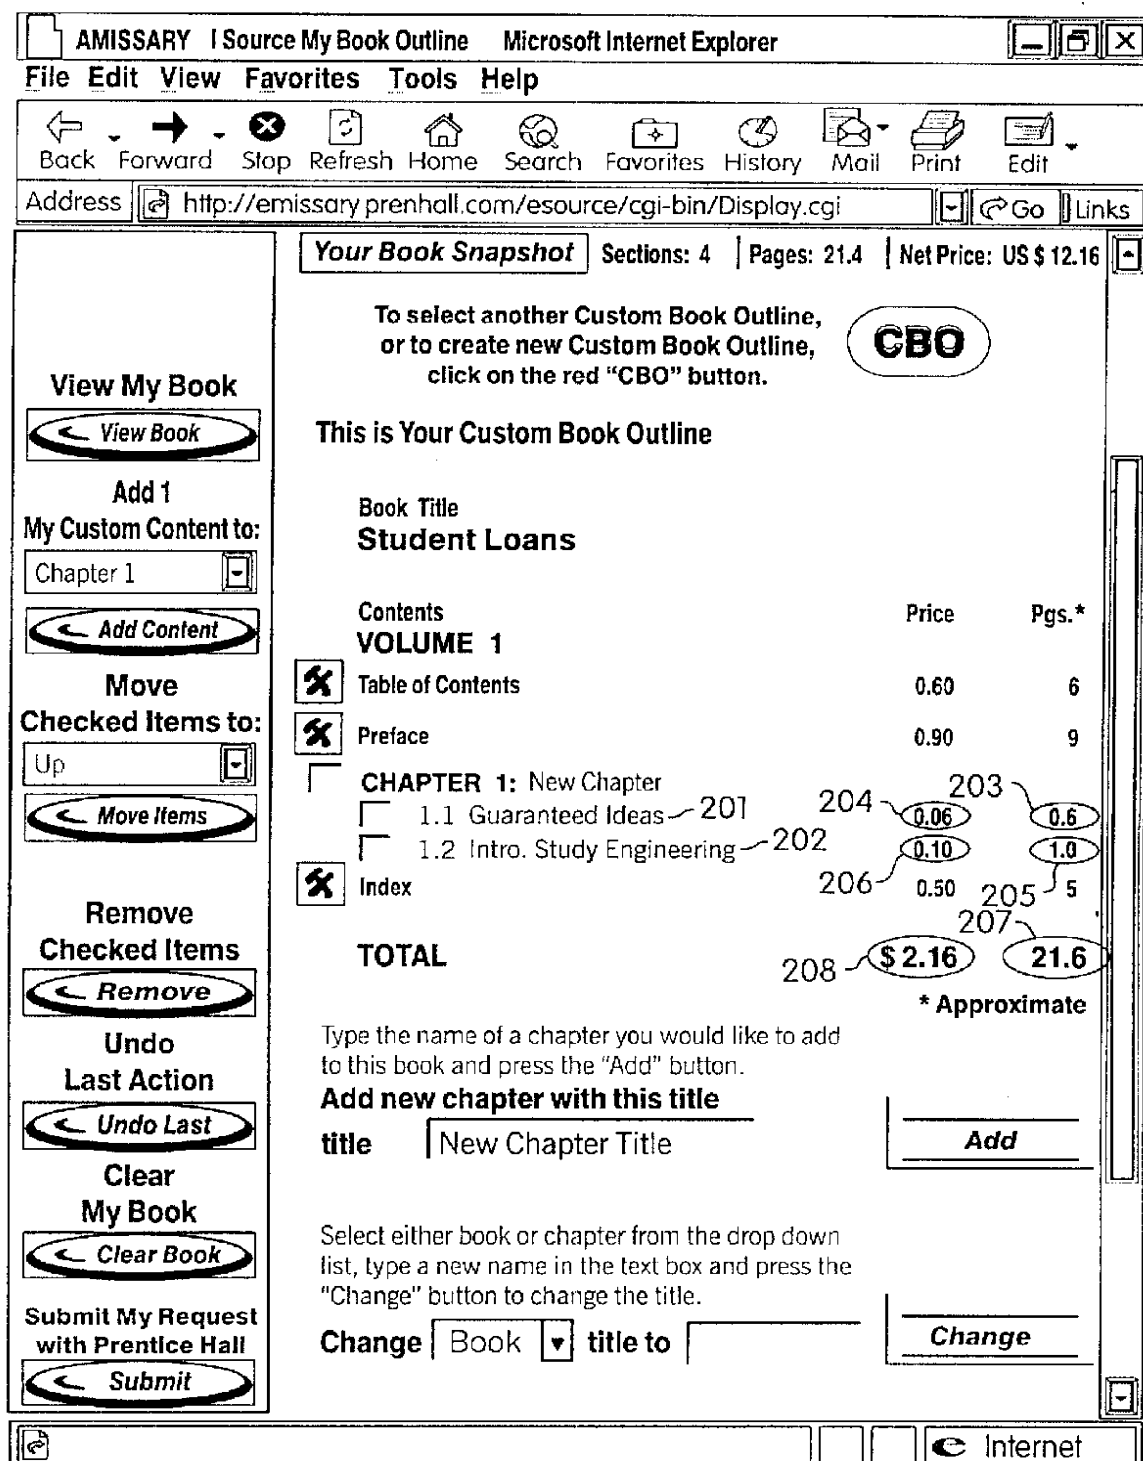 AMISSARY I Source My Book Outline Microsoft Internet Explorer
File Edit View Favorites Tools Help
Back Forward Stop Refresh Home Search Favorites History Mail Print Edit
Address http://emissary prenhall.com/esource/cgi-bin/Display.cgi Go Links
Your Book Snapshot Sections: 4 Pages: 21.4 Net Price: US $ 12.16
To select another Custom Book Outline,
or to create new Custom Book Outline,
click on the red "CBO" button.
CBO
View My Book
View Book
Add 1
My Custom Content to:
Chapter 1
Add Content
Move
Checked Items to:
Up
Move Items
Remove
Checked Items
Remove
Undo
Last Action
Undo Last
Clear
My Book
Clear Book
Submit My Request
with Prentice Hall
Submit
This is Your Custom Book Outline
Book Title
Student Loans
Contents Price Pgs.*
VOLUME 1
Table of Contents 0.60 6
Preface 0.90 9
CHAPTER 1: New Chapter 203
1.1 Guaranteed Ideas 201 204 0.06 0.6
1.2 Intro. Study Engineering 202 0.10 1.0
Index 206 0.50 205 5
207
TOTAL 208 $ 2.16 21.6
* Approximate
Type the name of a chapter you would like to add
to this book and press the "Add" button.
Add new chapter with this title
title New Chapter Title Add
Select either book or chapter from the drop down
list, type a new name in the text box and press the
"Change" button to change the title.
Change Book title to Change
Internet